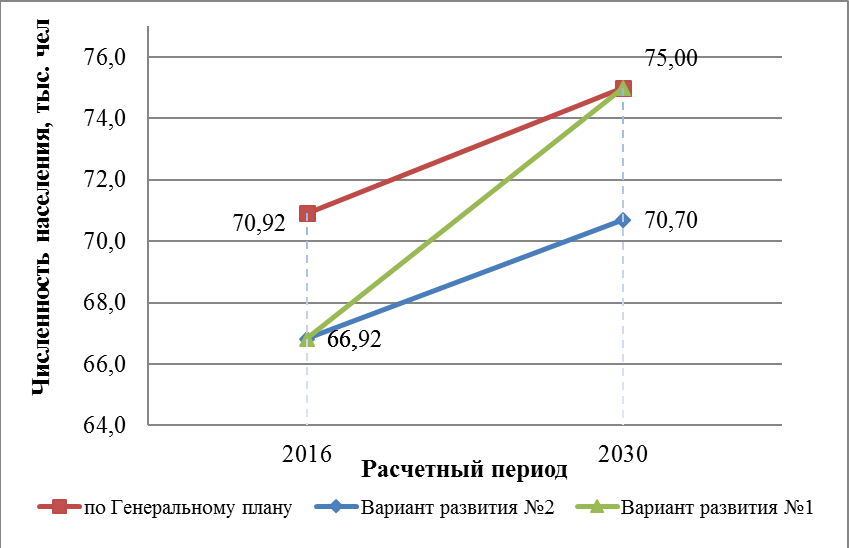 Численность населения, тыс. чел
76,0
74,0
72,0
70,0
68,0
66,0
64,0
75,00
70,92
70,70
66,92
2016
2030
Расчетный период
по Генеральному плану
Вариант развития №2
Вариант развития №1